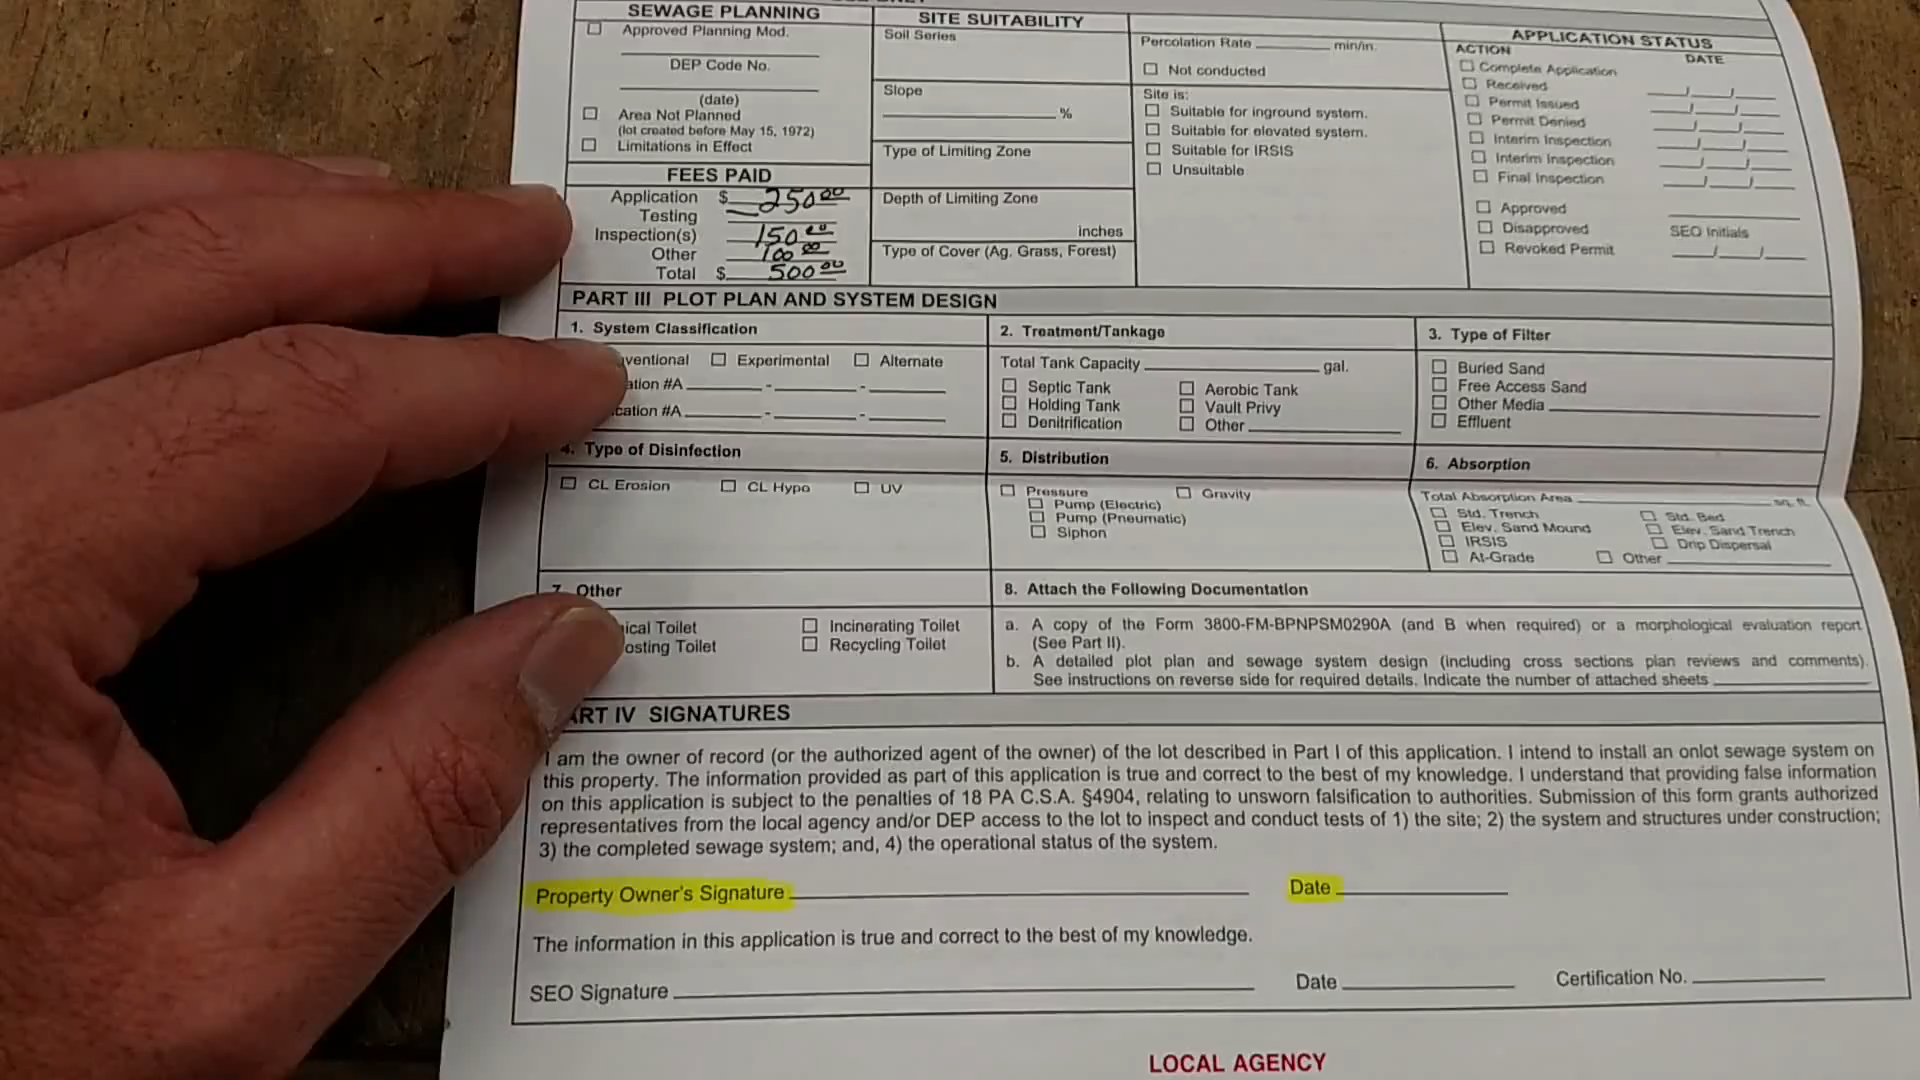 SEWAGE PLANNING
Approved Planning Mod.
DEP Code No.
(date)
Area Not Planned
(lot created before May 15, 1972)
Limitations in Effect
FEES PAID
Application $ 250.00
Testing
Inspection(s) 150.00
Other 100.00
Total $ 500.00
SITE SUITABILITY
Soil Series
Slope
%
Type of Limiting Zone
Depth of Limiting Zone
inches
Type of Cover (Ag. Grass, Forest)
Percolation Rate min/in.
Not conducted
Site is:
Suitable for inground system.
Suitable for elevated system.
Suitable for IRSIS
Unsuitable
APPLICATION STATUS
ACTION DATE
Complete Application
Received
Permit Issued
Permit Denied
Interim Inspection
Interim Inspection
Final Inspection
Approved
Disapproved SEO Initials
Revoked Permit
PART III PLOT PLAN AND SYSTEM DESIGN
1. System Classification
ventional Experimental Alternate
ation #A - -
cation #A - -
2. Treatment/Tankage
Total Tank Capacity gal.
Septic Tank Aerobic Tank
Holding Tank Vault Privy
Denitrification Other
3. Type of Filter
Buried Sand
Free Access Sand
Other Media
Effluent
4. Type of Disinfection
CL Erosion CL Hypo UV
5. Distribution
Pressure Gravity
Pump (Electric)
Pump (Pneumatic)
Siphon
6. Absorption
Total Absorption Area sq. ft.
Std. Trench Std. Bed
Elev. Sand Mound Elev. Sand Trench
IRSIS Drip Dispersal
At-Grade Other
7. Other
ical Toilet Incinerating Toilet
osting Toilet Recycling Toilet
8. Attach the Following Documentation
a. A copy of the Form 3800-FM-BPNPSM0290A (and B when required) or a morphological evaluation report
(See Part II).
b. A detailed plot plan and sewage system design (including cross sections plan reviews and comments).
See instructions on reverse side for required details. Indicate the number of attached sheets
ART IV SIGNATURES
I am the owner of record (or the authorized agent of the owner) of the lot described in Part I of this application. I intend to install an onlot sewage system on
this property. The information provided as part of this application is true and correct to the best of my knowledge. I understand that providing false information
on this application is subject to the penalties of 18 PA C.S.A. §4904, relating to unsworn falsification to authorities. Submission of this form grants authorized
representatives from the local agency and/or DEP access to the lot to inspect and conduct tests of 1) the site; 2) the system and structures under construction;
3) the completed sewage system; and, 4) the operational status of the system.
Property Owner's Signature Date
The information in this application is true and correct to the best of my knowledge.
SEO Signature Date Certification No.
LOCAL AGENCY